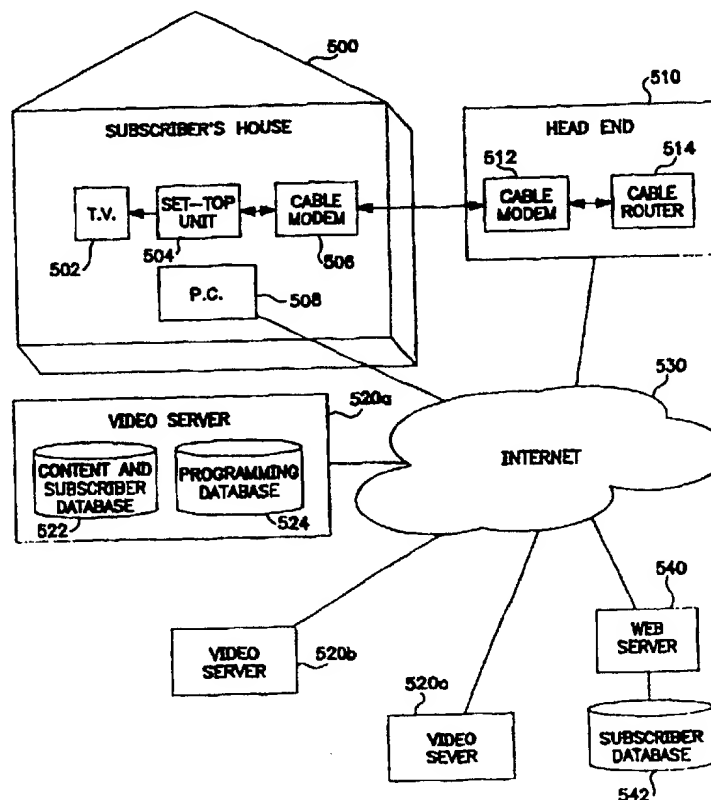 500
510
SUBSCRIBER'S HOUSE
HEAD END
512
514
T.V.
SET-TOP
UNIT
CABLE
MODEM
CABLE
MODEM
CABLE
ROUTER
502
504
506
P.C.
508
530
520a
VIDEO SERVER
INTERNET
CONTENT AND
SUBSCRIBER
DATABASE
PROGRAMMING
DATABASE
522
524
540
WEB
SERVER
VIDEO
SERVER
520b
520c
VIDEO
SEVER
SUBSCRIBER
DATABASE
542